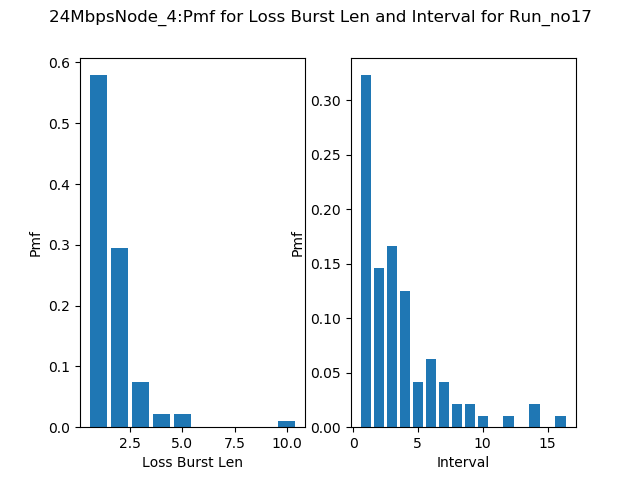 24MbpsNode_4:Pmf for Loss Burst Len and Interval for Run_no17
0.6
0.5
0.4
0.3
0.2
0.1
0.0
Pmf
2.5 5.0 7.5 10.0
Loss Burst Len
0.30
0.25
0.20
0.15
0.10
0.05
0.00
Pmf
0 5 10 15
Interval